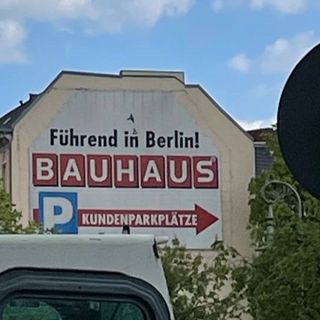 Führend in Berlin!
BAUHAUS
P KUNDENPARKPLÄTZE